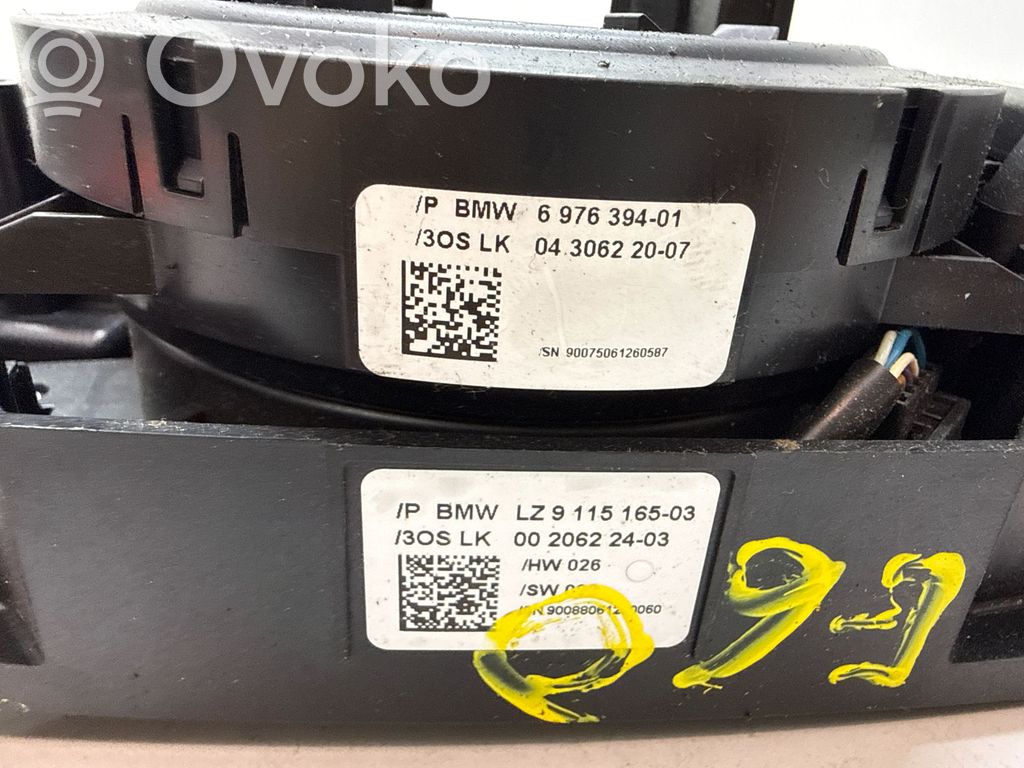 Ovoko
/P BMW 6 976 394-01
/3OS LK 04 3062 20-07
/SN 90075061260587
/P BMW LZ 9 115 165-03
/3OS LK 00 2062 24-03
/HW 026
/SW
E60